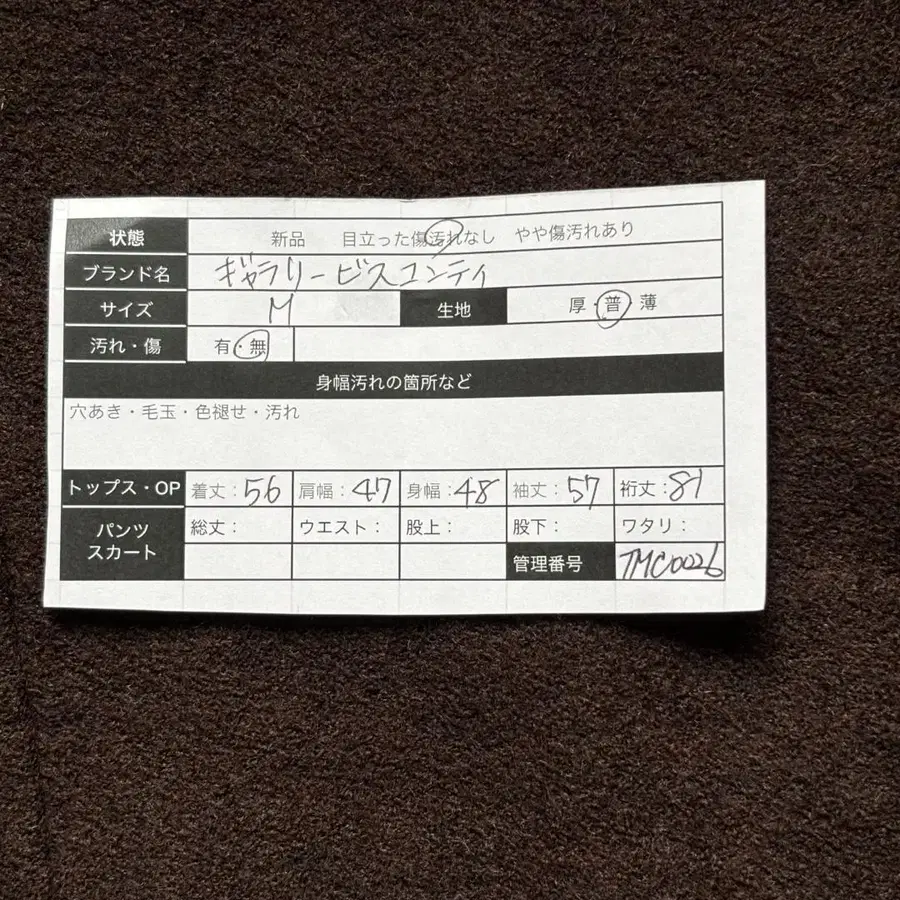 状態 新品 目立った傷汚れなし やや傷汚れあり
ブランド名 ギャラリービスコンティ
サイズ M 生地 厚・普・薄
汚れ・傷 有・無
身幅汚れの箇所など
穴あき・毛玉・色褪せ・汚れ
トップス・OP 着丈：56 肩幅：47 身幅：48 袖丈：57 裄丈：81
パンツ 総丈： ウエスト： 股上： 股下： ワタリ：
スカート
管理番号 TMC10026